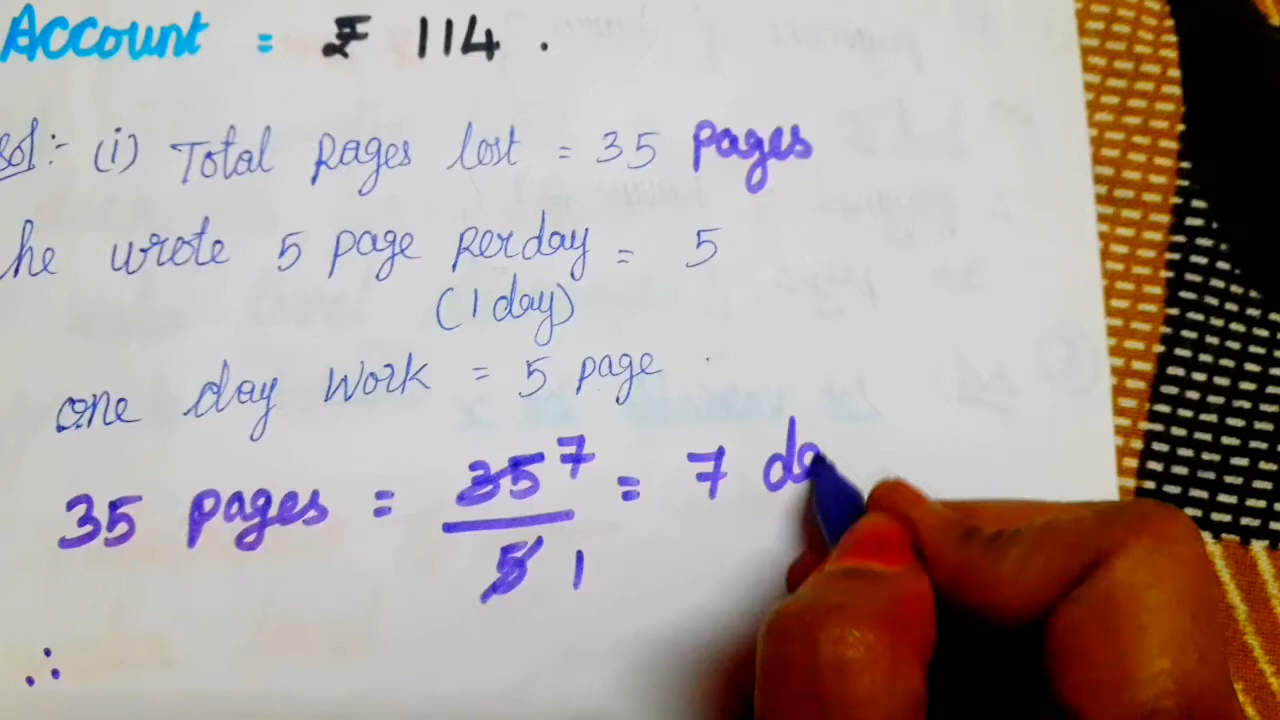 Account = ₹ 114 .
Sol:- (i) Total Pages lost = 35 pages
he wrote 5 page Perday = 5
(1 day)
one day work = 5 page
35 pages = 35 7 / 5 1 = 7 da
∴